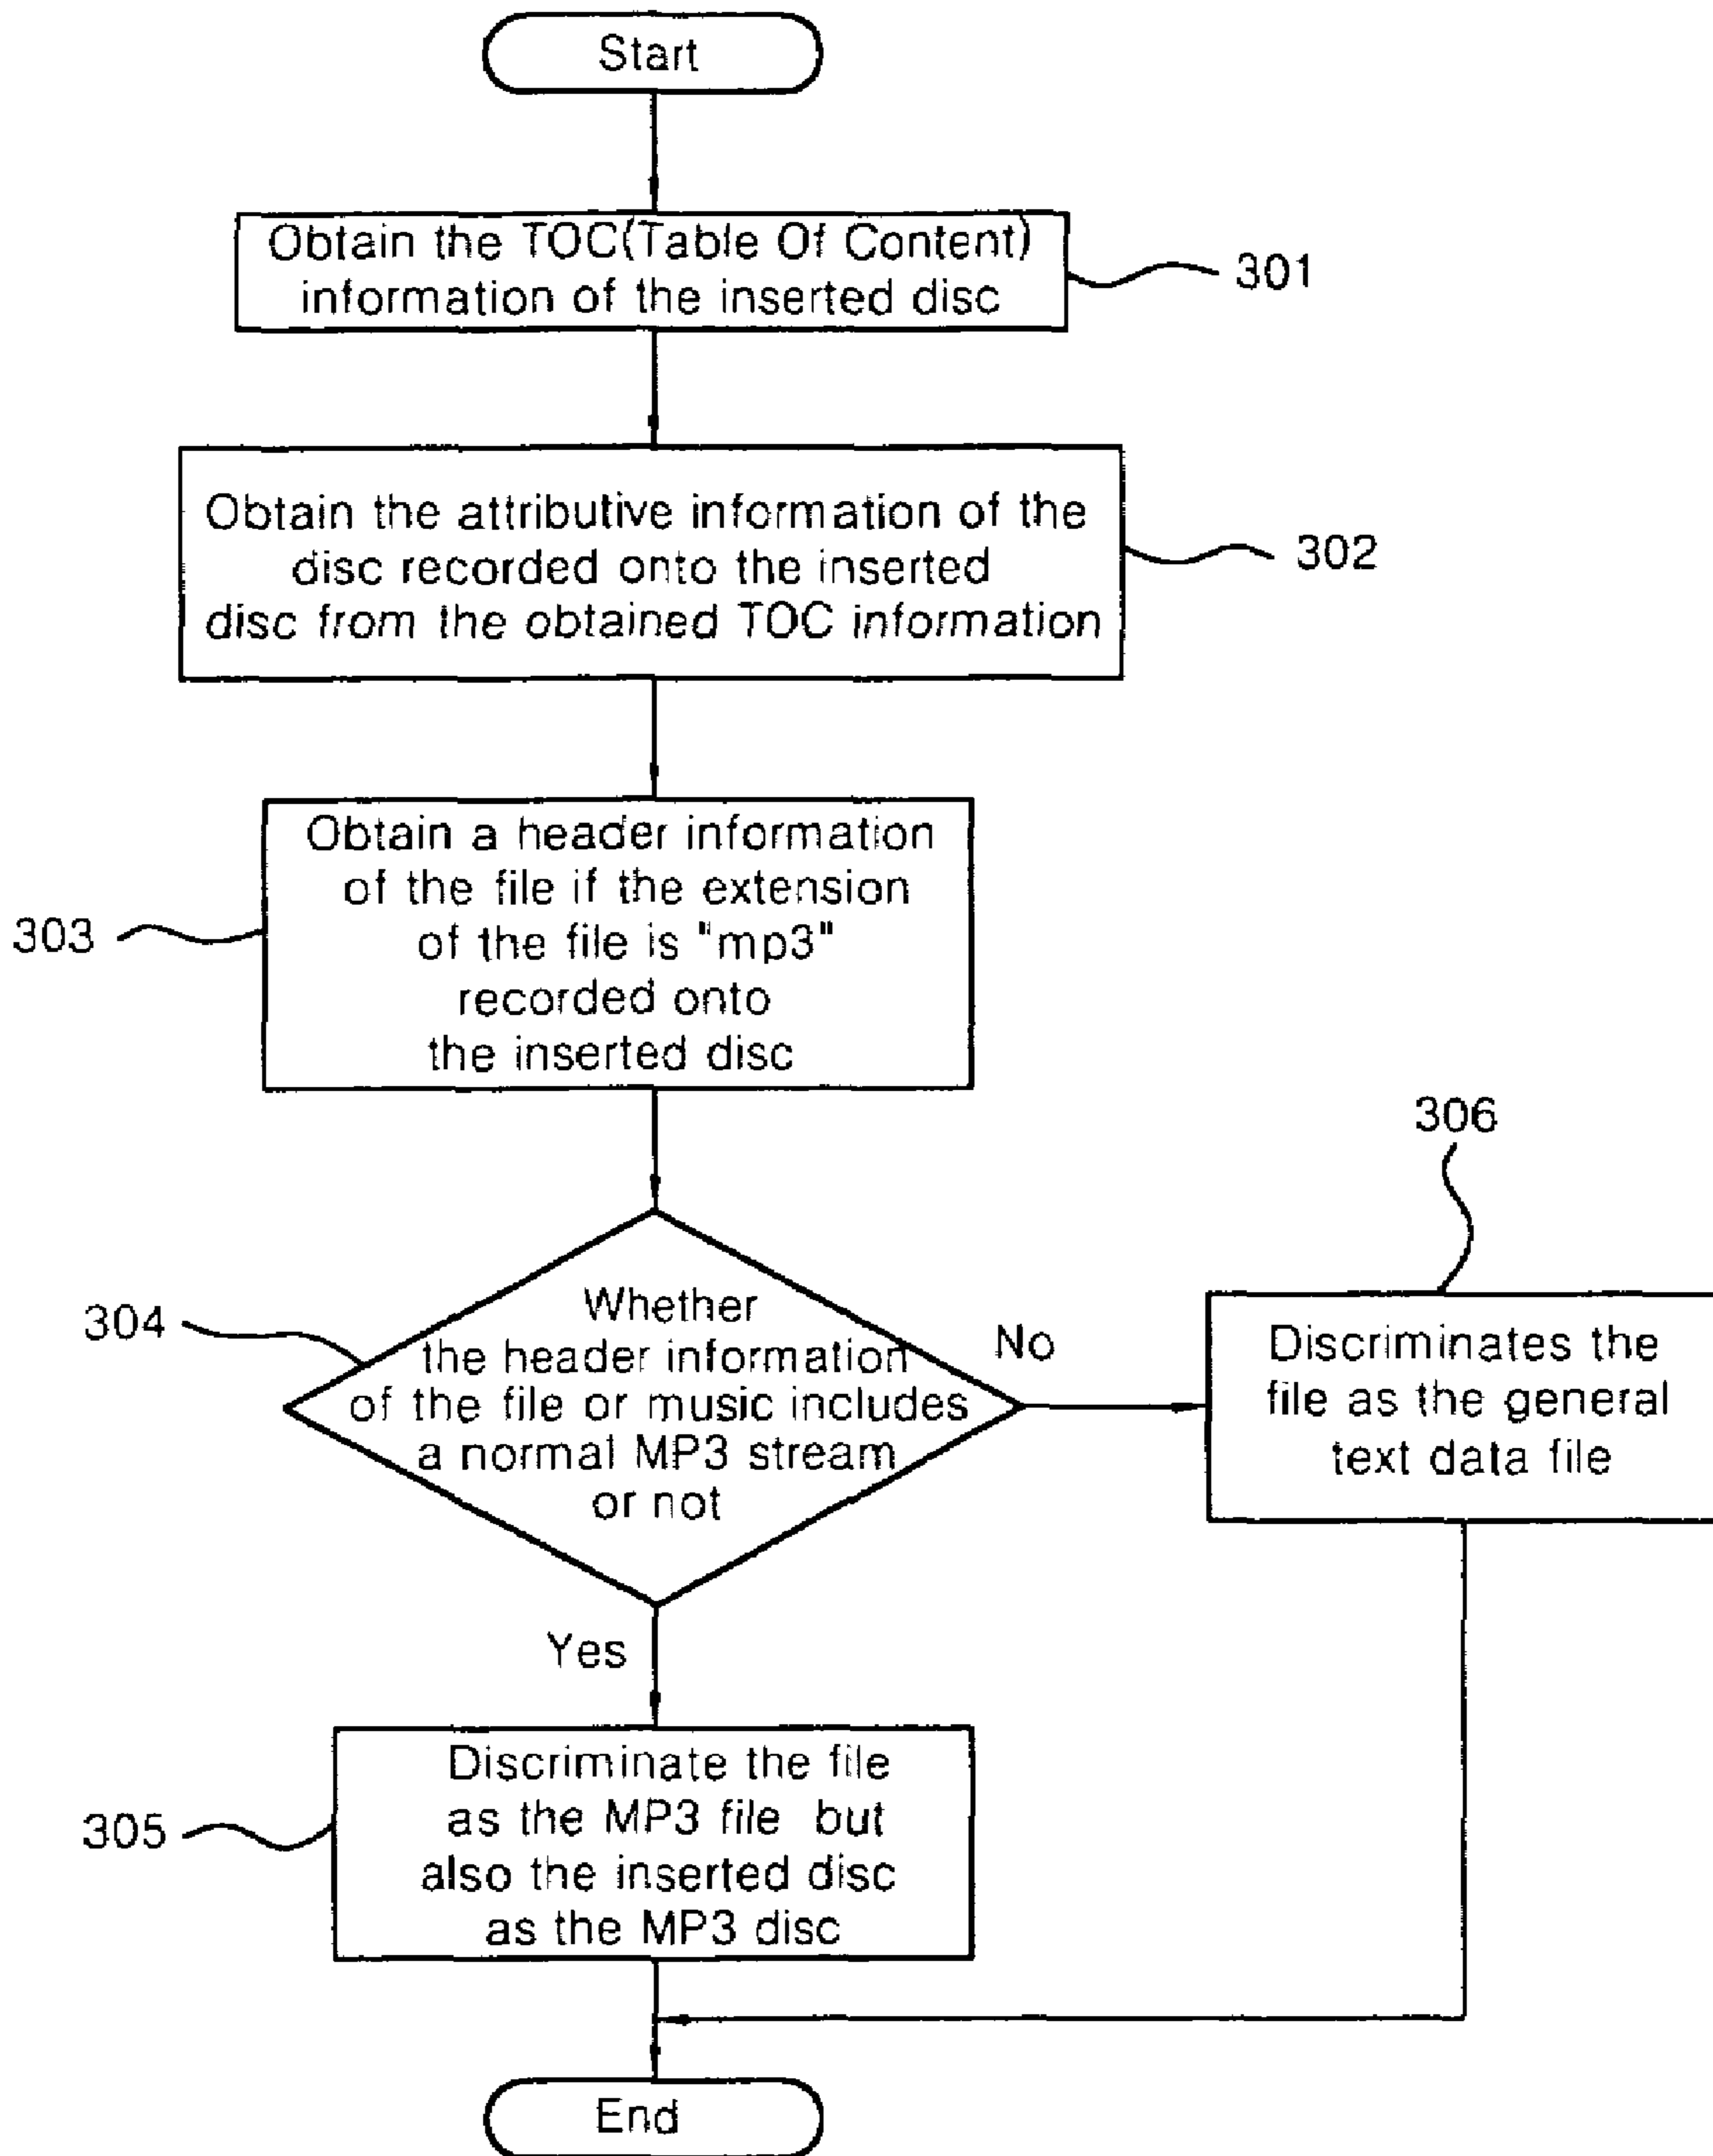 Start
Obtain the TOC(Table Of Content)
information of the inserted disc
301
Obtain the attributive information of the
disc recorded onto the inserted
disc from the obtained TOC information
302
Obtain a header information
of the file if the extension
of the file is "mp3"
recorded onto
the inserted disc
303
306
Whether
the header information
of the file or music includes
a normal MP3 stream
or not
304
No
Discriminates the
file as the general
text data file
Yes
Discriminate the file
as the MP3 file but
also the inserted disc
as the MP3 disc
305
End